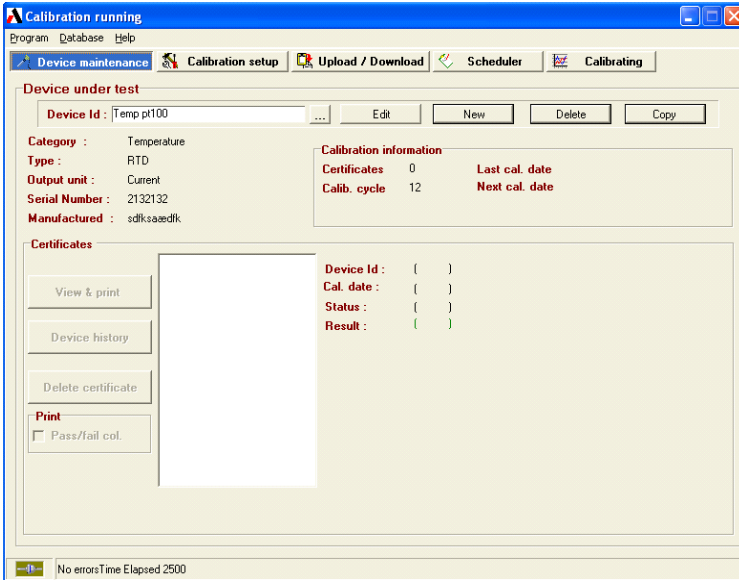 Calibration running
Program Database Help
Device maintenance Calibration setup Upload / Download Scheduler Calibrating
Device under test
Device Id : Temp pt100 ... Edit New Delete Copy
Category : Temperature
Type : RTD
Output unit : Current
Serial Number : 2132132
Manufactured : sdfksaædfk
Calibration information
Certificates 0 Last cal. date
Calib. cycle 12 Next cal. date
Certificates
View & print
Device history
Delete certificate
Print
Pass/fail col.
Device Id : ( )
Cal. date : ( )
Status : ( )
Result : ( )
No errorsTime Elapsed 2500